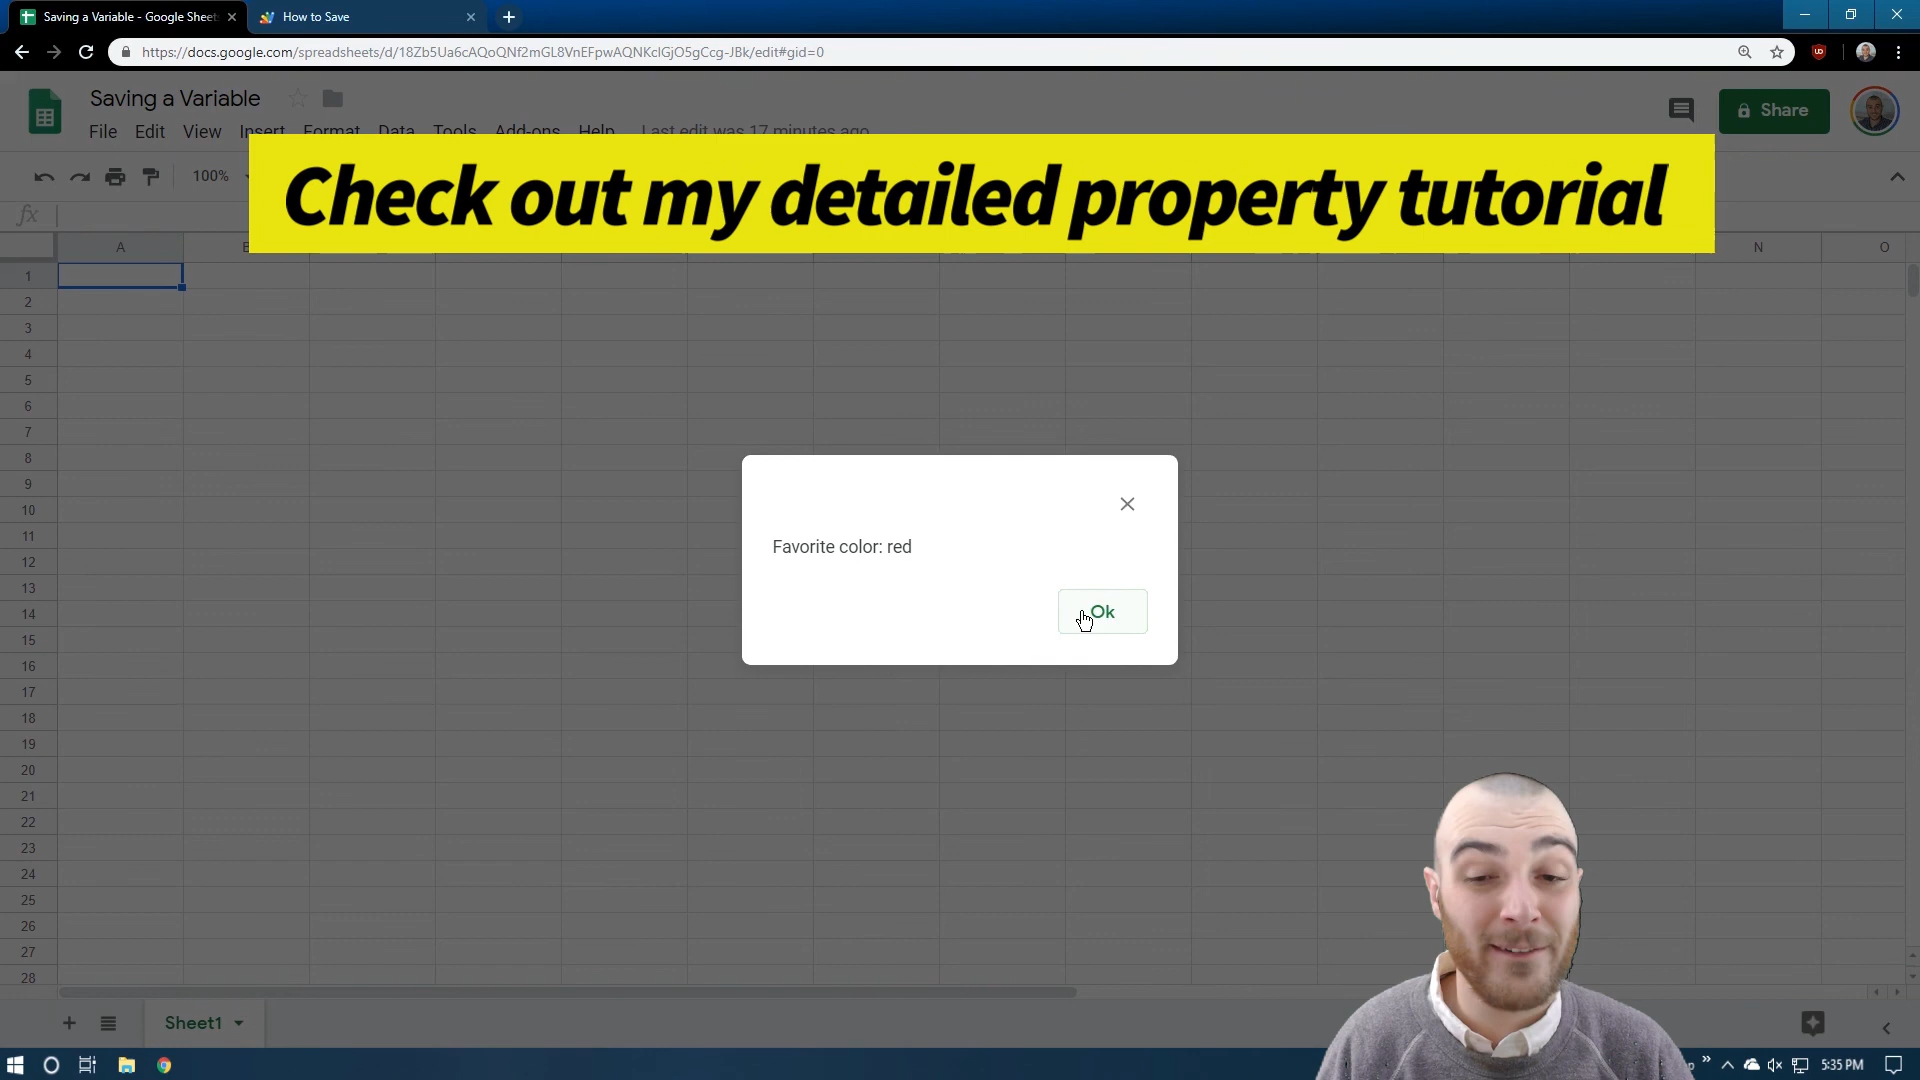 Saving a Variable - Google Sheets
How to Save
https://docs.google.com/spreadsheets/d/18Zb5Ua6cAQoQNf2mGL8VnEFpwAQNKclGjO5gCcg-JBk/edit#gid=0
Saving a Variable
Share
File Edit View Insert Format Data Tools Add-ons Help Last edit was 17 minutes ago
100%
Check out my detailed property tutorial
fx
A B N O
1
2
3
4
5
6
7
8
9
10
11
12
13
14
15
16
17
18
19
20
21
22
23
24
25
26
27
28
Favorite color: red
Ok
Sheet1
5:35 PM